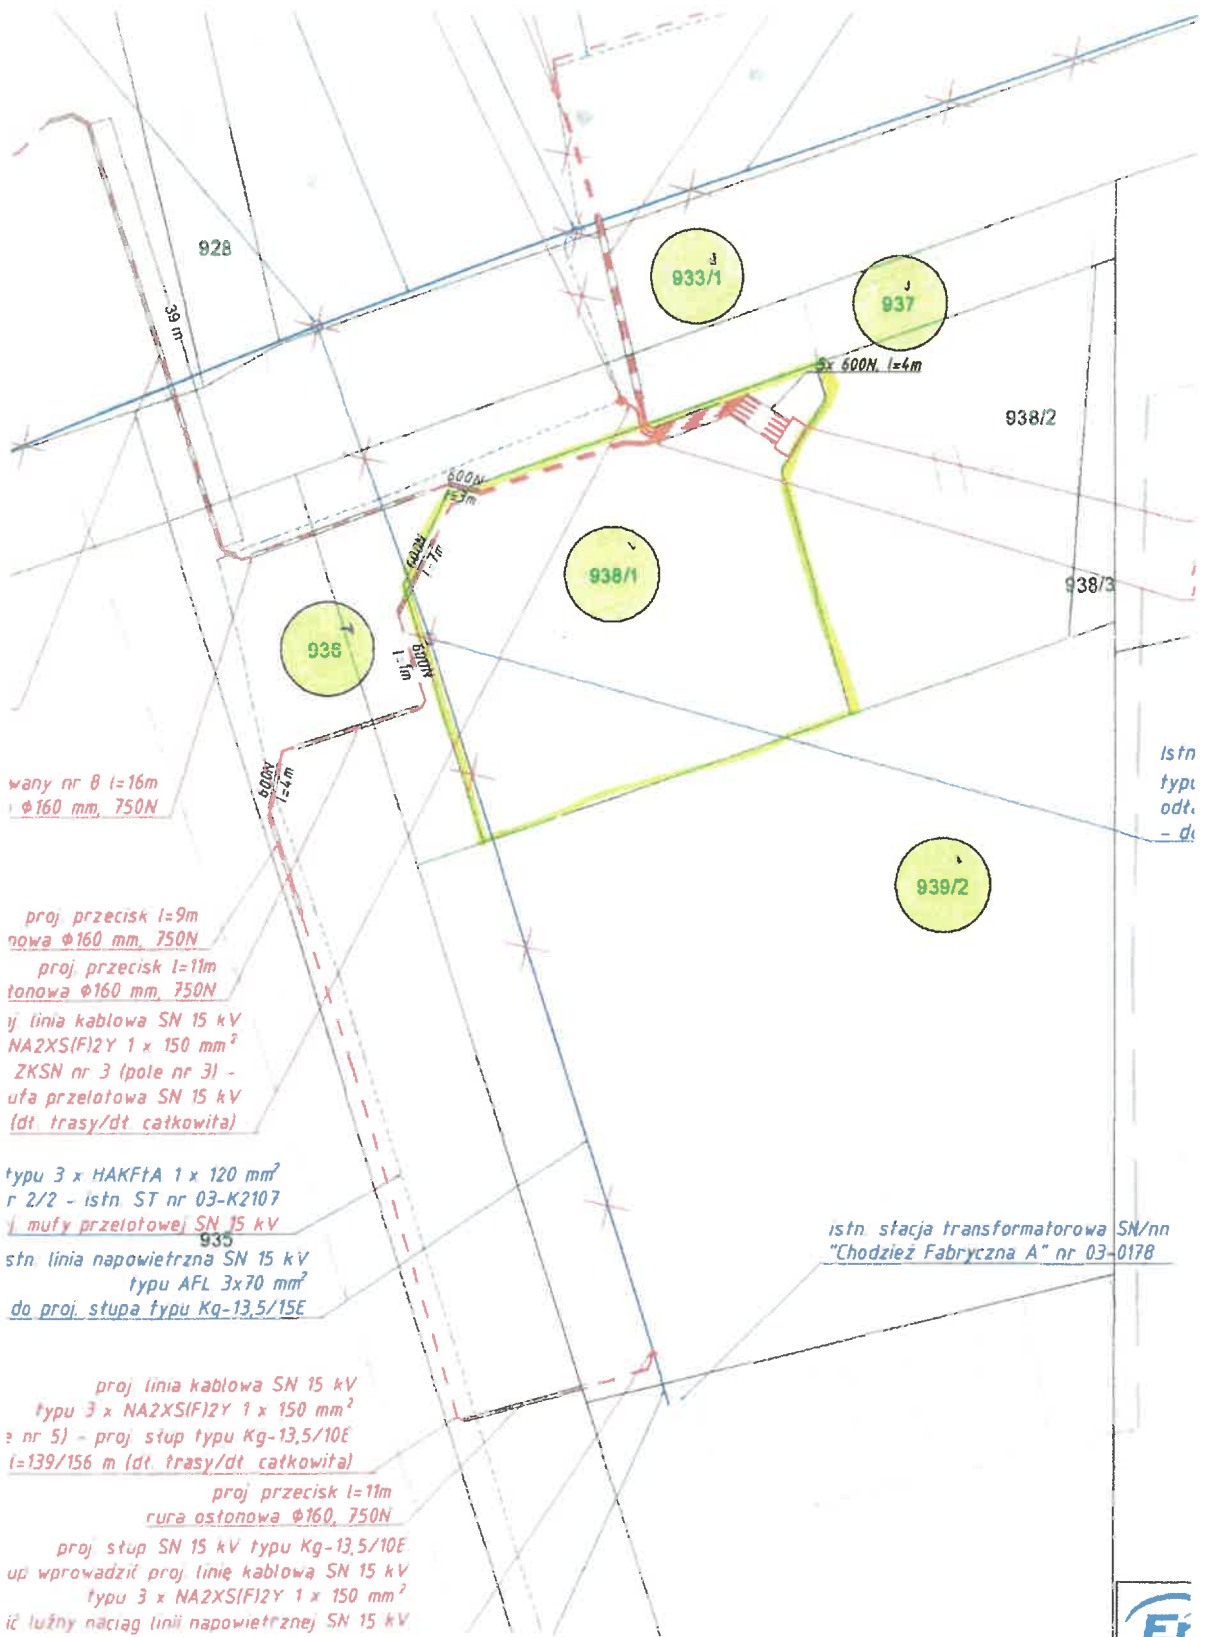 928
39 m
933/1
937
5x 600N, l=4m
938/2
600N
l=3m
600N
l-7m
938/1
938/3
938
600N
l-1m
600N
l=4m
wany nr 8 l=16m
ϕ160 mm, 750N
Istn
typu
odł
- do
939/2
proj. przecisk l=9m
nowa ϕ160 mm, 750N
proj. przecisk l=11m
łonowa ϕ160 mm, 750N
j. linia kablowa SN 15 kV
NA2XS(F)2Y 1 x 150 mm²
ZKSN nr 3 (pole nr 3) -
ufa przelotowa SN 15 kV
(dł. trasy/dł. całkowita)
typu 3 x HAKFtA 1 x 120 mm²
r 2/2 - istn. ST nr 03-K2107
mufy przelotowej SN 15 kV
935
stn. linia napowietrzna SN 15 kV
typu AFL 3x70 mm²
do proj. słupa typu Kg-13,5/15E
istn. stacja transformatorowa SN/nn
"Chodzież Fabryczna A" nr 03-0178
proj linia kablowa SN 15 kV
typu 3 x NA2XS(F)2Y 1 x 150 mm²
e nr 5) - proj. słup typu Kg-13,5/10E
l=139/156 m (dł. trasy/dł. całkowita)
proj przecisk l=11m
rura osłonowa ϕ160, 750N
proj. słup SN 15 kV typu Kg-13,5/10E
up wprowadzić proj. linię kablową SN 15 kV
typu 3 x NA2XS(F)2Y 1 x 150 mm²
ić luźny naciąg linii napowietrznej SN 15 kV